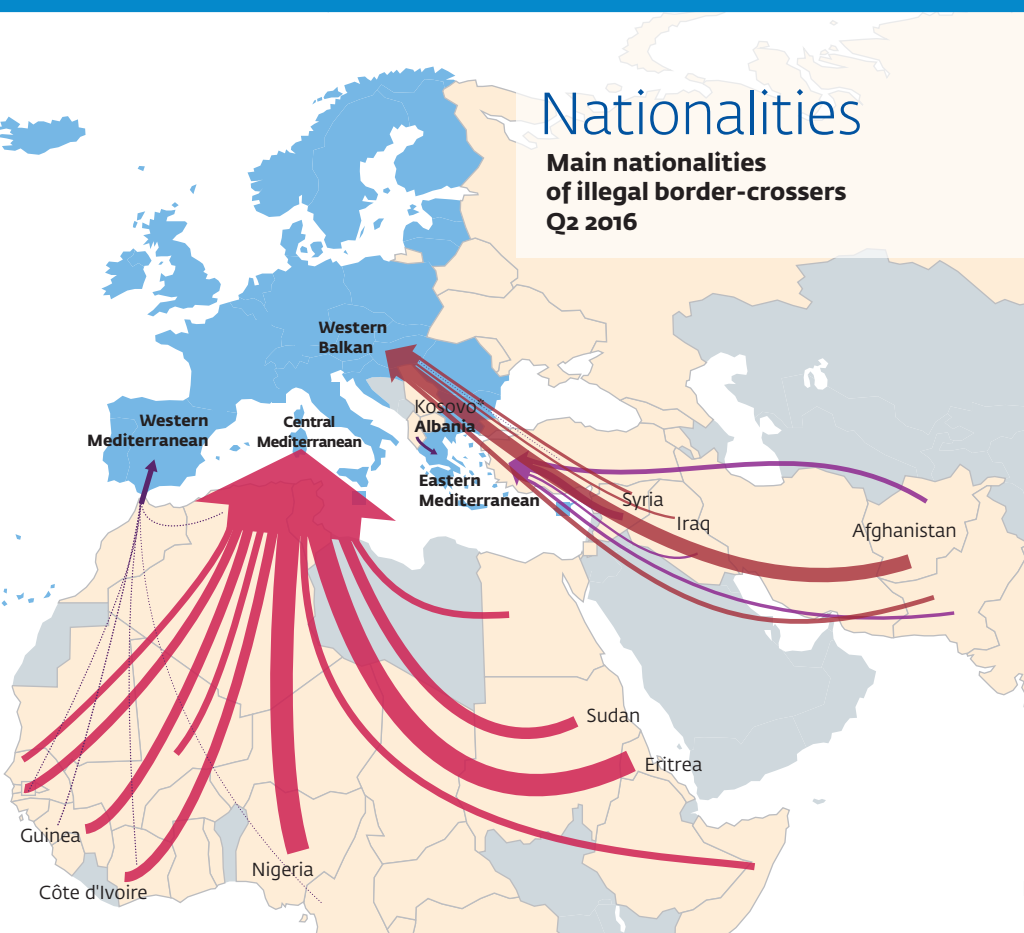 Nationalities
Main nationalities
of illegal border-crossers
Q2 2016
Western
Balkan
Kosovo*
Albania
Western
Mediterranean
Central
Mediterranean
Eastern
Mediterranean
Syria
Iraq
Afghanistan
Sudan
Eritrea
Guinea
Nigeria
Côte d'Ivoire